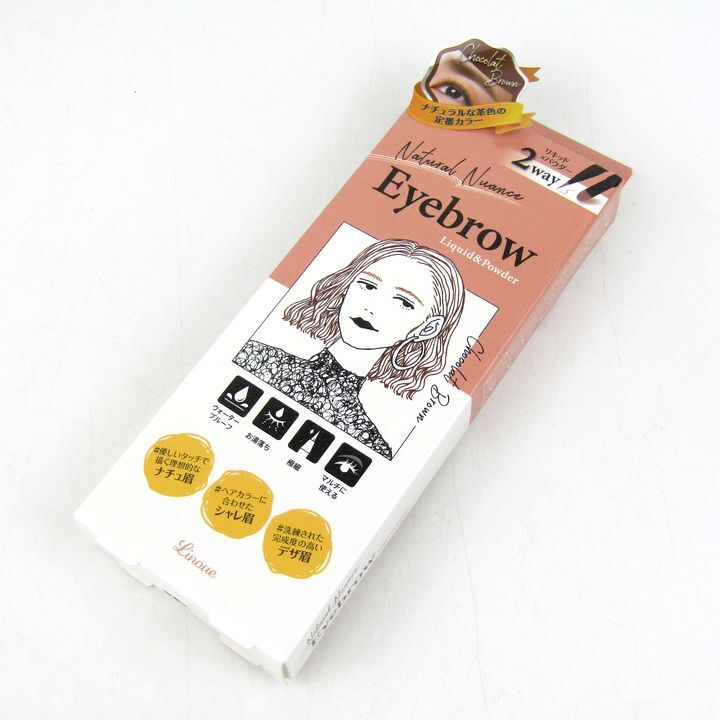 Chocolat
Brown
ナチュラルな茶色の
定番カラー
リキッド
×パウダー
2way
Natural Nuance
Eyebrow
Liquid&Powder
Chocolat Brown
ウォーター
プルーフ
お湯落ち
極細
マルチに
使える
#優しいタッチで
描く理想的な
ナチュ眉
#ヘアカラーに
合わせた
シャレ眉
#洗練された
完成度の高い
デザ眉
Linoue
Eyebrow